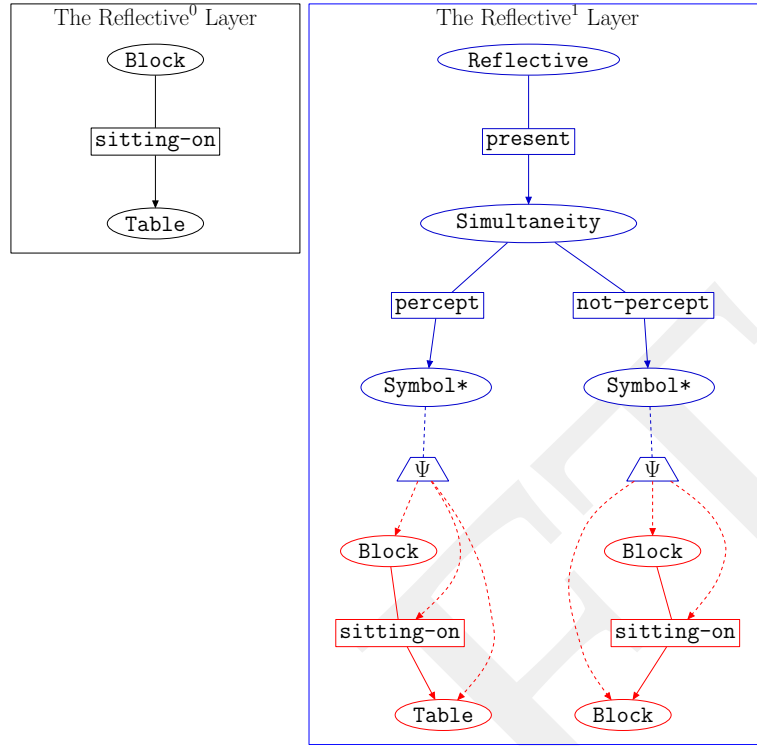 The Reflective⁰ Layer
Block
sitting-on
Table
The Reflective¹ Layer
Reflective
present
Simultaneity
percept not-percept
Symbol* Symbol*
Ψ Ψ
Block Block
sitting-on sitting-on
Table Block